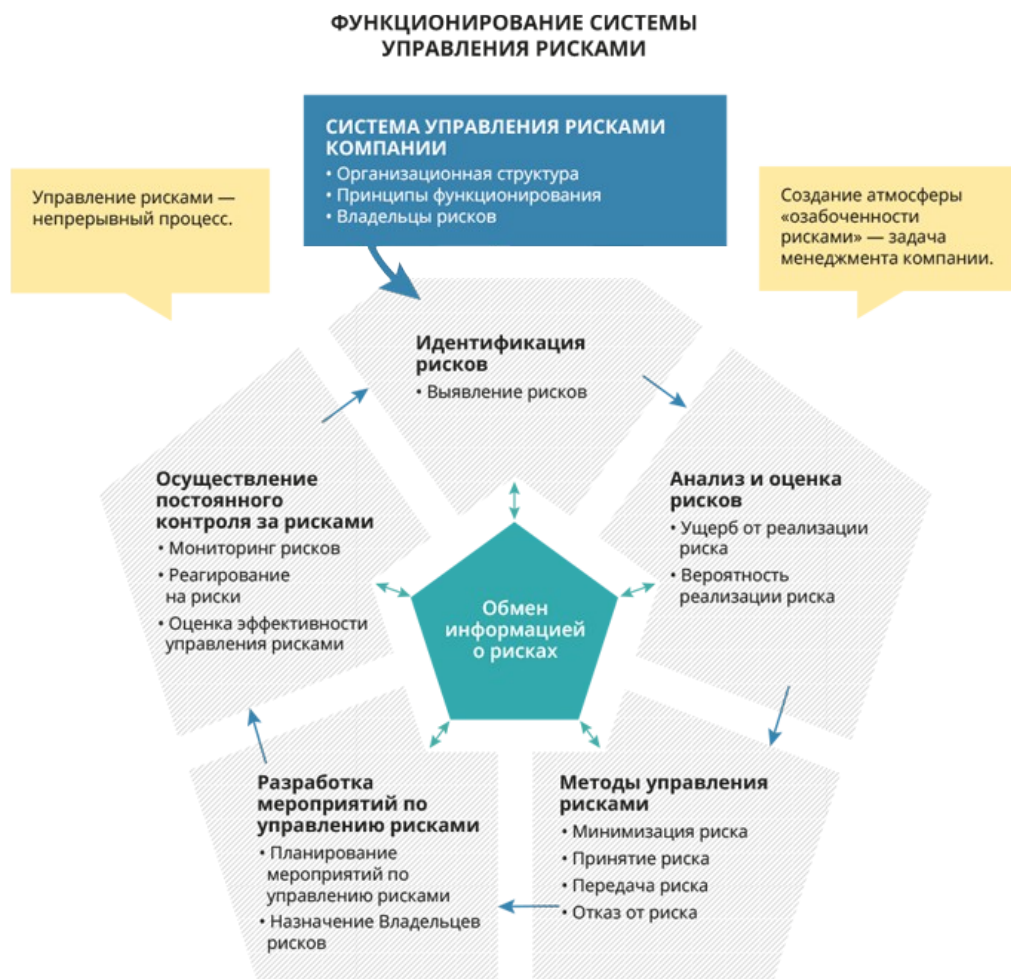 ФУНКЦИОНИРОВАНИЕ СИСТЕМЫ
УПРАВЛЕНИЯ РИСКАМИ
СИСТЕМА УПРАВЛЕНИЯ РИСКАМИ
КОМПАНИИ
• Организационная структура
• Принципы функционирования
• Владельцы рисков
Управление рисками —
непрерывный процесс.
Создание атмосферы
«озабоченности
рисками» — задача
менеджмента компании.
Идентификация
рисков
• Выявление рисков
Анализ и оценка
рисков
• Ущерб от реализации
риска
• Вероятность
реализации риска
Методы управления
рисками
• Минимизация риска
• Принятие риска
• Передача риска
• Отказ от риска
Разработка
мероприятий по
управлению рисками
• Планирование
мероприятий по
управлению рисками
• Назначение Владельцев
рисков
Осуществление
постоянного
контроля за рисками
• Мониторинг рисков
• Реагирование
на риски
• Оценка эффективности
управления рисками
Обмен
информацией
о рисках